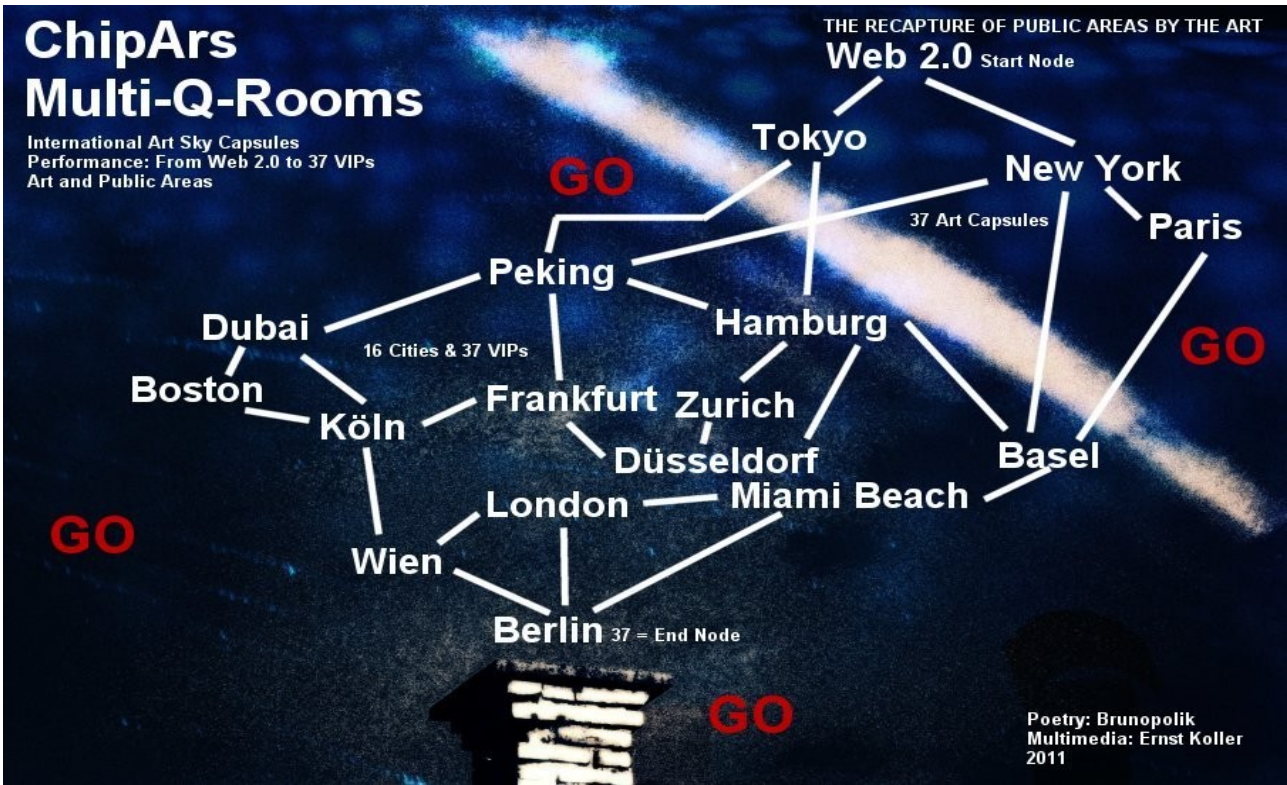 ChipArs
Multi-Q-Rooms
International Art Sky Capsules
Performance: From Web 2.0 to 37 VIPs
Art and Public Areas
THE RECAPTURE OF PUBLIC AREAS BY THE ART
Web 2.0 Start Node
Tokyo
New York
GO
37 Art Capsules
Paris
Peking
Hamburg
Dubai
GO
16 Cities & 37 VIPs
Boston
Frankfurt
Zurich
Köln
Basel
Düsseldorf
Miami Beach
London
GO
Wien
Berlin 37 = End Node
GO
Poetry: Brunopolik
Multimedia: Ernst Koller
2011